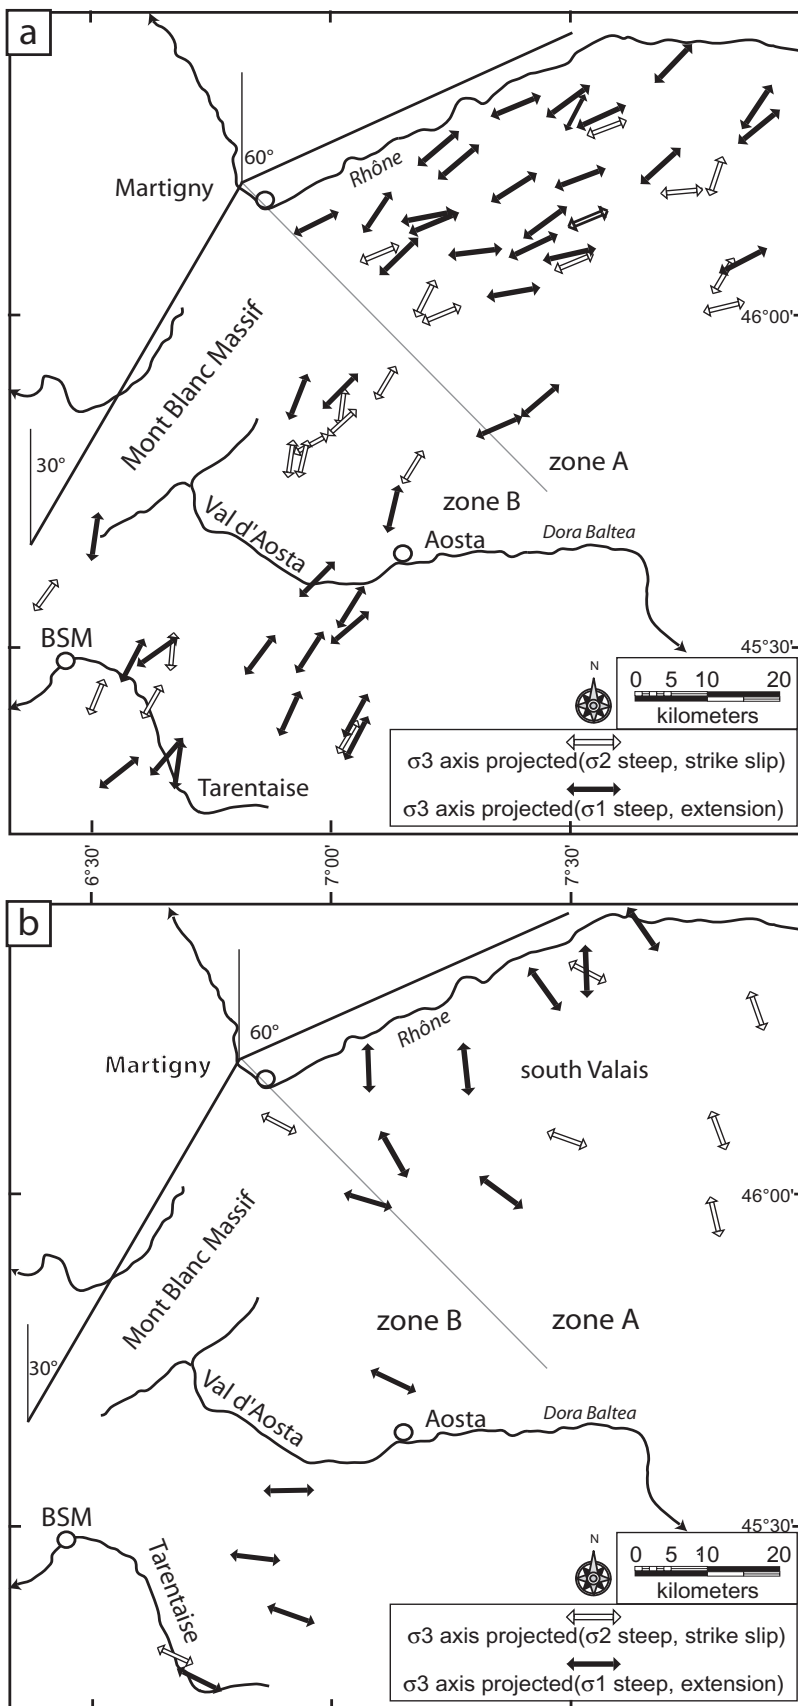 a
60°
Martigny
Rhône
46°00'
Mont Blanc Massif
30°
zone A
zone B
Val d'Aosta
Aosta
Dora Baltea
BSM
45°30'
N
0 5 10 20
kilometers
σ3 axis projected(σ2 steep, strike slip)
Tarentaise
σ3 axis projected(σ1 steep, extension)
6°30'
7°00'
7°30'
b
60°
Rhône
Martigny
south Valais
46°00'
Mont Blanc Massif
zone B
zone A
30°
Val d'Aosta
Aosta
Dora Baltea
BSM
45°30'
Tarentaise
N
0 5 10 20
kilometers
σ3 axis projected(σ2 steep, strike slip)
σ3 axis projected(σ1 steep, extension)